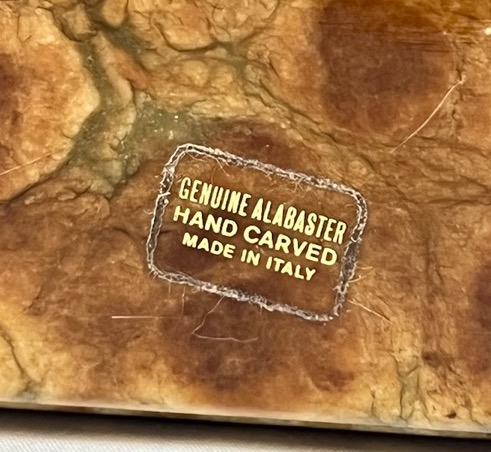 GENUINE ALABASTER
HAND CARVED
MADE IN ITALY